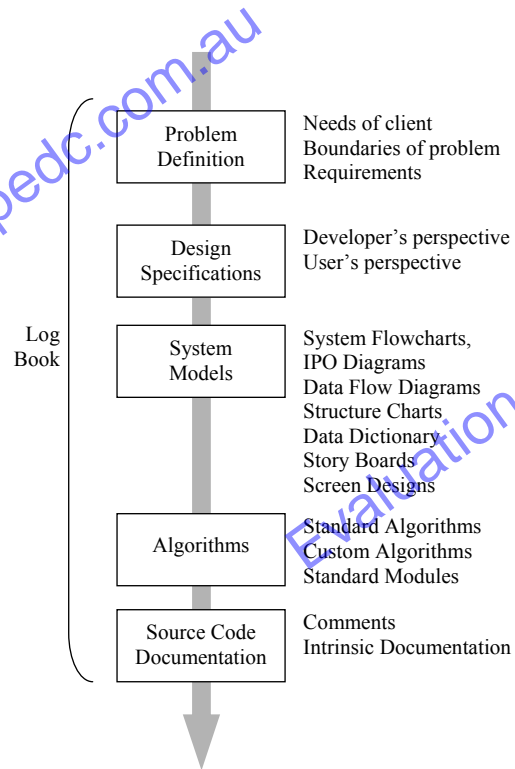 pedc.com.au
Problem
Definition
Needs of client
Boundaries of problem
Requirements
Design
Specifications
Developer's perspective
User's perspective
Log
Book
System
Models
System Flowcharts,
IPO Diagrams
Data Flow Diagrams
Structure Charts
Data Dictionary
Story Boards
Screen Designs
Evaluation
Algorithms
Standard Algorithms
Custom Algorithms
Standard Modules
Source Code
Documentation
Comments
Intrinsic Documentation